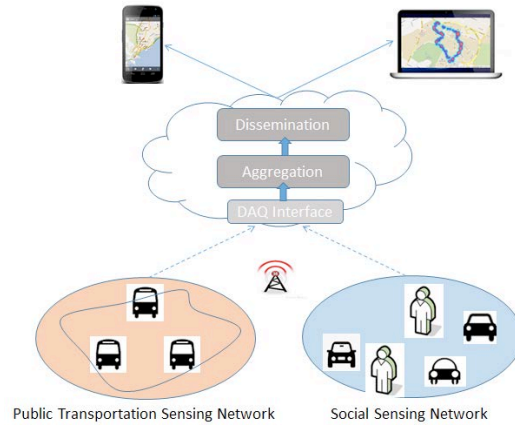 Dissemination
Aggregation
DAQ Interface
Public Transportation Sensing Network
Social Sensing Network